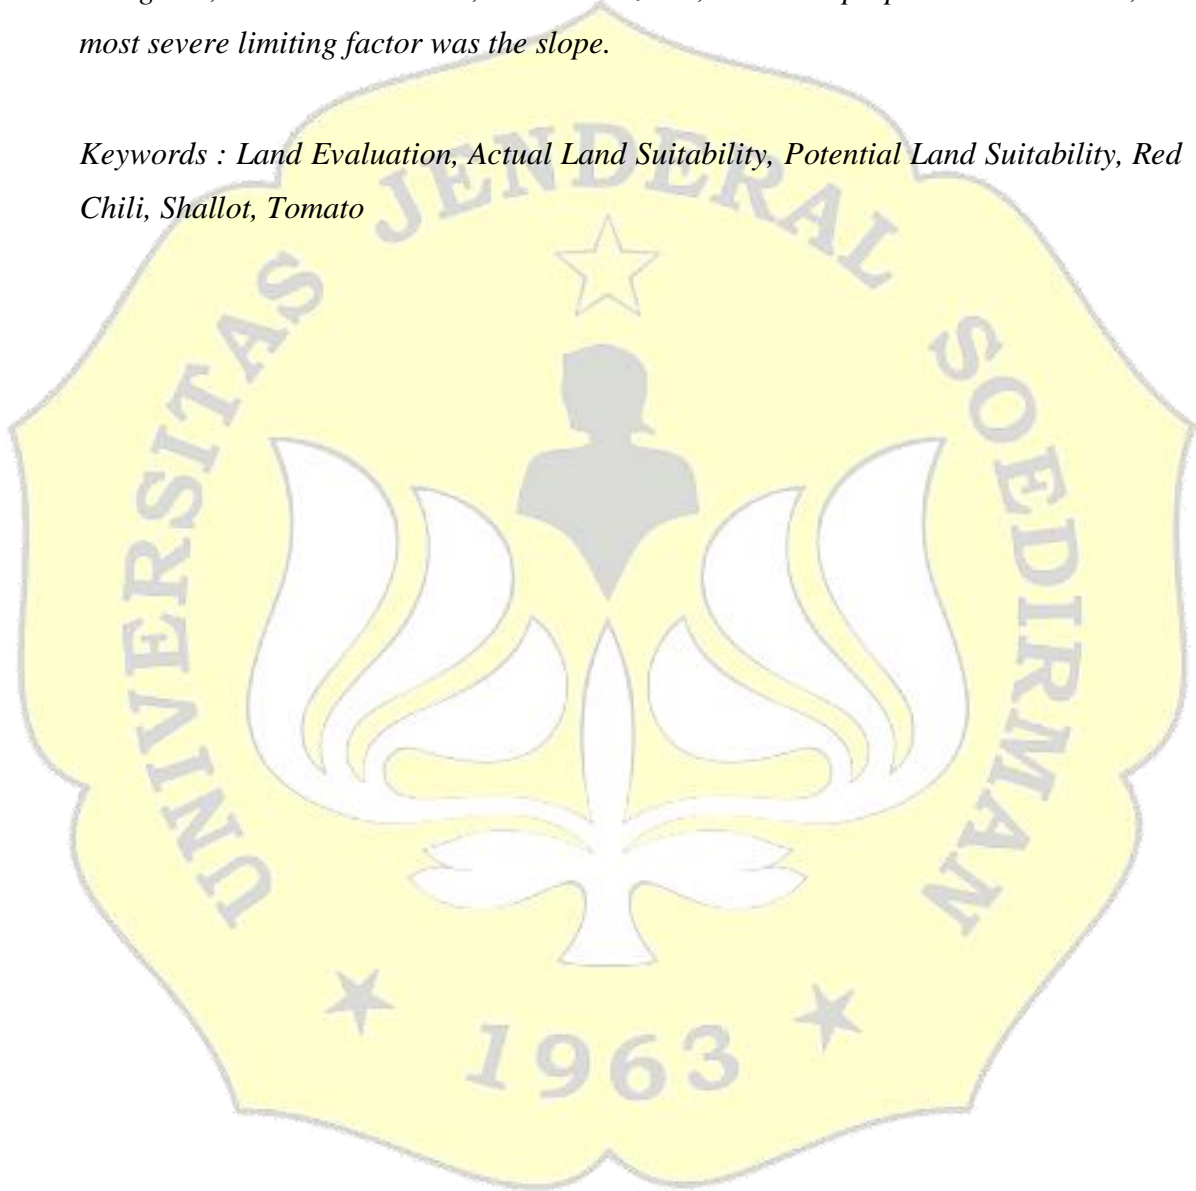 most severe limiting factor was the slope.
Keywords : Land Evaluation, Actual Land Suitability, Potential Land Suitability, Red
Chili, Shallot, Tomato
UNIVERSITAS JENDERAL SOEDIRMAN
1963